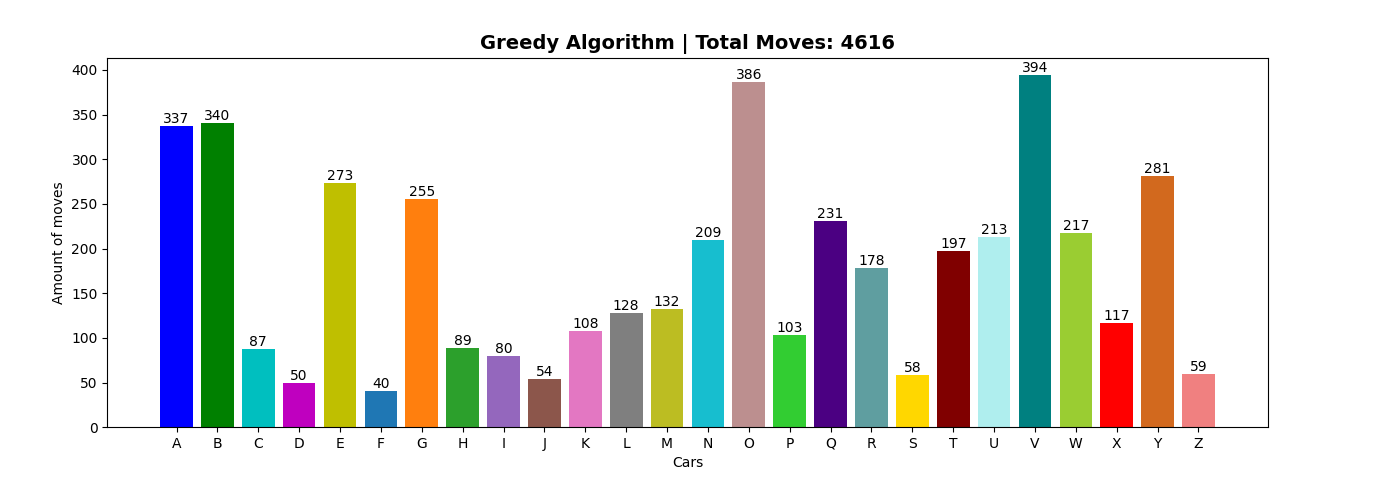 Greedy Algorithm | Total Moves: 4616
Amount of moves
400
350
300
250
200
150
100
50
0
337 340 87 50 273 40 255 89 80 54 108 128 132 209 386 103 231 178 58 197 213 394 217 117 281 59
A B C D E F G H I J K L M N O P Q R S T U V W X Y Z
Cars